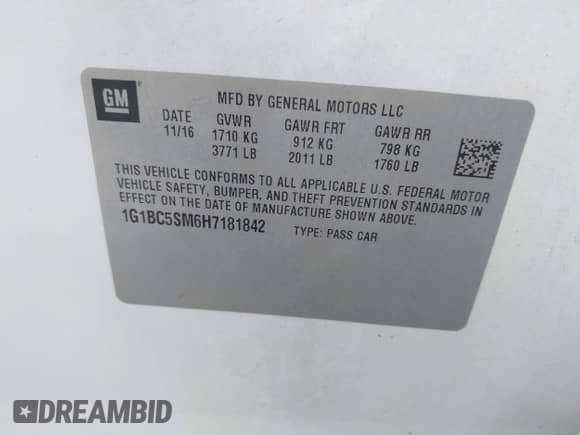 GM
MFD BY GENERAL MOTORS LLC
DATE GVWR GAWR FRT GAWR RR
11/16 1710 KG 912 KG 798 KG
3771 LB 2011 LB 1760 LB
THIS VEHICLE CONFORMS TO ALL APPLICABLE U.S. FEDERAL MOTOR
VEHICLE SAFETY, BUMPER, AND THEFT PREVENTION STANDARDS IN
EFFECT ON THE DATE OF MANUFACTURE SHOWN ABOVE.
1G1BC5SM6H7181842 TYPE: PASS CAR
DREAMBID